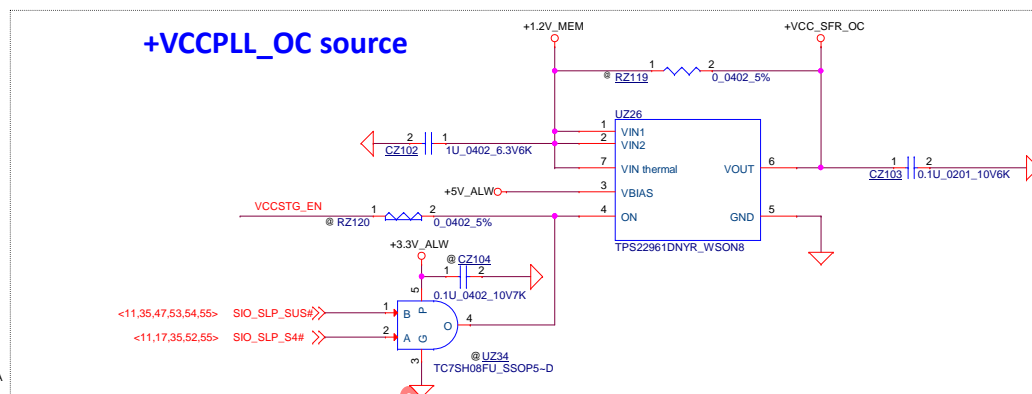 +VCCPLL_OC source
+1.2V_MEM
+VCC_SFR_OC
1 2
@ RZ119 0_0402_5%
UZ26
1 VIN1
2 VIN2
2 1
CZ102 1U_0402_6.3V6K
7 VIN thermal VOUT 6
1 2
CZ103 0.1U_0201_10V6K
+5V_ALW 3 VBIAS
VCCSTG_EN 1 2 4 ON GND 5
@ RZ120 0_0402_5%
+3.3V_ALW
TPS22961DNYR_WSON8
@ CZ104
1 2
5 0.1U_0402_10V7K
<11,35,47,53,54,55> SIO_SLP_SUS# 1 B P
O 4
<11,17,35,52,55> SIO_SLP_S4# 2 A G
3 @ UZ34
TC7SH08FU_SSOP5~D